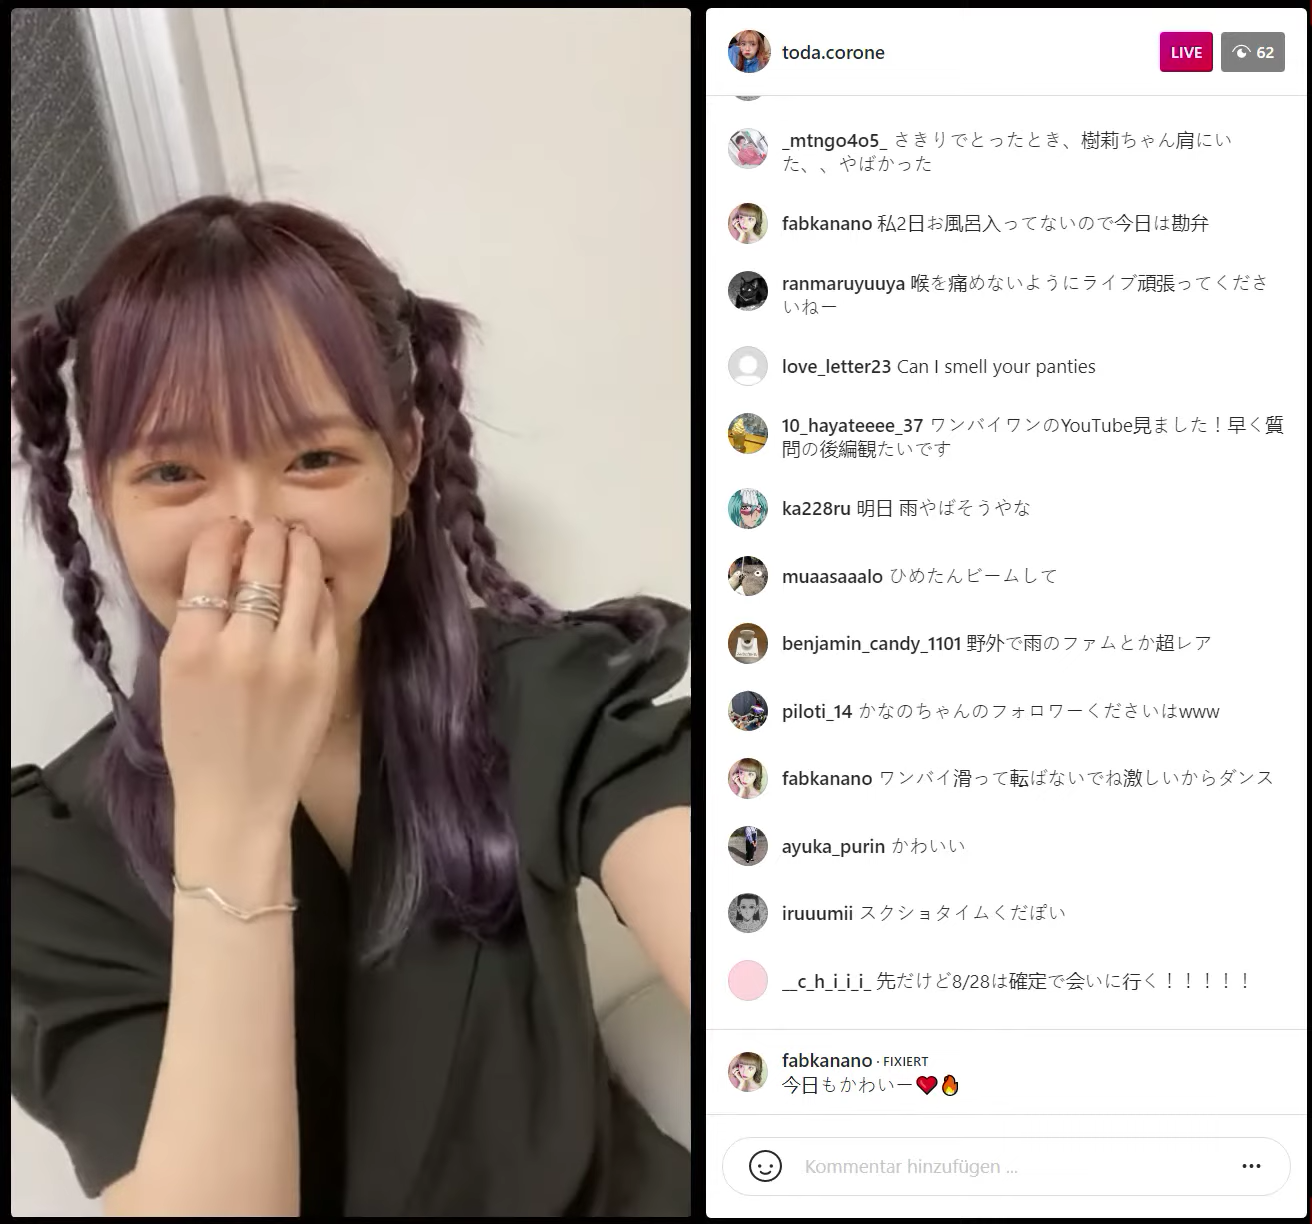 toda.corone
LIVE
62
_mtngo4o5_ さきりでとったとき、樹莉ちゃん肩にい
た、、やばかった
fabkanano 私2日お風呂入ってないので今日は勘弁
ranmaruyuuya 喉を痛めないようにライブ頑張ってくださ
いねー
love_letter23 Can I smell your panties
10_hayateeee_37 ワンバイワンのYouTube見ました！早く質
問の後編観たいです
ka228ru 明日 雨やばそうやな
muaasaaalo ひめたんビームして
benjamin_candy_1101 野外で雨のファムとか超レア
piloti_14 かなのちゃんのフォロワーくださいはwww
fabkanano ワンバイ滑って転ばないでね激しいからダンス
ayuka_purin かわいい
iruuumii スクショタイムくだぽい
__c_h_i_i_i_ 先だけど8/28は確定で会いに行く！！！！！
fabkanano · FIXIERT
今日もかわいー❤️🔥
Kommentar hinzufügen ...